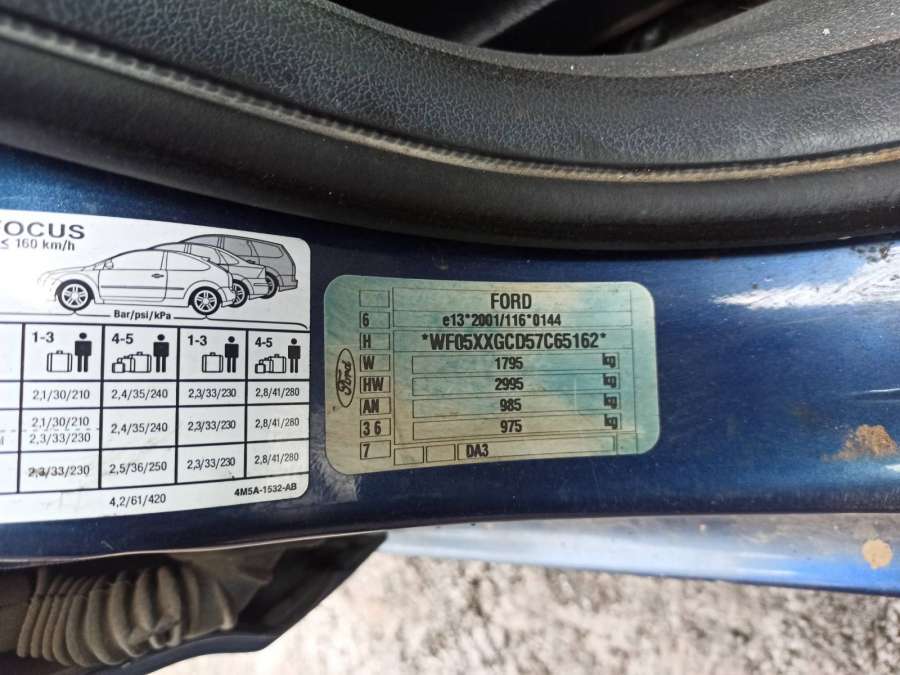 FOCUS
≤ 160 km/h
Bar/psi/kPa
1-3 4-5 1-3 4-5
2,1/30/210 2,4/35/240 2,3/33/230 2,8/41/280
2,1/30/210
2,3/33/230 2,4/35/240 2,3/33/230 2,8/41/280
2,3/33/230 2,5/36/250 2,3/33/230 2,8/41/280
4,2/61/420
4M5A-1532-AB
Ford
FORD
6 e13*2001/116*0144
H *WF05XXGCD57C65162*
W 1795 kg
HW 2995 kg
AN 985 kg
3 6 975 kg
7 DA3